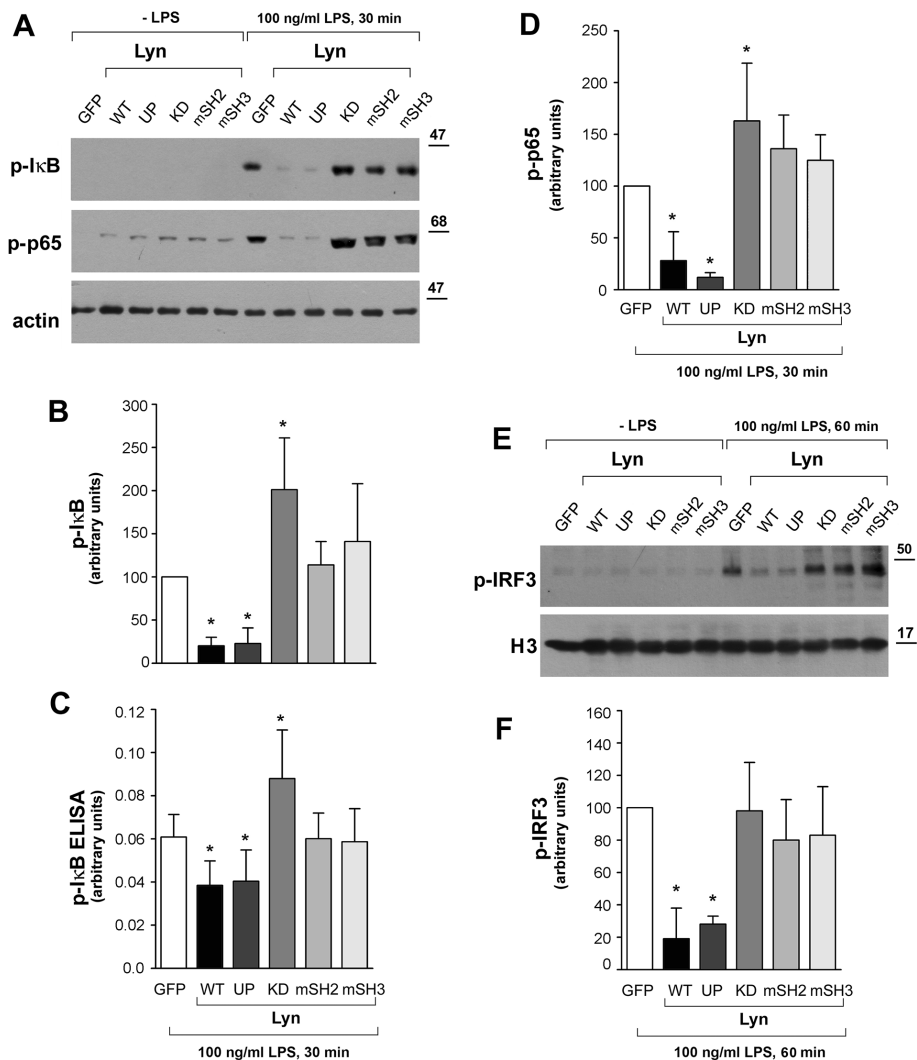 A
- LPS
100 ng/ml LPS, 30 min
Lyn
Lyn
GFP
WT
UP
KD
mSH2
mSH3
GFP
WT
UP
KD
mSH2
mSH3
47
p-IκB
68
p-p65
47
actin
B
300
250
200
150
100
50
0
p-IκB
(arbitrary units)
*
*
*
C
0.12
0.10
0.08
0.06
0.04
0.02
0.0
p-IκB ELISA
(arbitrary units)
*
*
*
GFP WT UP KD mSH2 mSH3
Lyn
100 ng/ml LPS, 30 min
D
250
200
150
100
50
0
p-p65
(arbitrary units)
*
*
*
GFP WT UP KD mSH2 mSH3
Lyn
100 ng/ml LPS, 30 min
E
- LPS
100 ng/ml LPS, 60 min
Lyn
Lyn
GFP
WT
UP
KD
mSH2
mSH3
GFP
WT
UP
KD
mSH2
mSH3
50
p-IRF3
17
H3
F
160
140
120
100
80
60
40
20
0
p-IRF3
(arbitrary units)
*
*
GFP WT UP KD mSH2 mSH3
Lyn
100 ng/ml LPS, 60 min